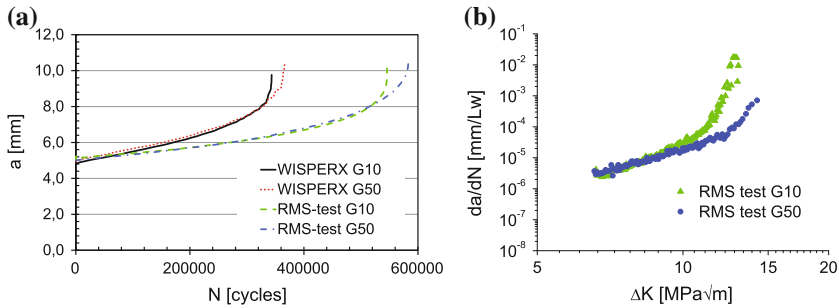 (a)
12,0
10,0
8,0
6,0
4,0
2,0
0,0
a [mm]
WISPERX G10
WISPERX G50
RMS-test G10
RMS-test G50
0
200000
400000
600000
N [cycles]
(b)
10⁻¹
10⁻²
10⁻³
10⁻⁴
10⁻⁵
10⁻⁶
10⁻⁷
10⁻⁸
da/dN [mm/Lw]
RMS test G10
RMS test G50
5
10
15
20
ΔK [MPa√m]